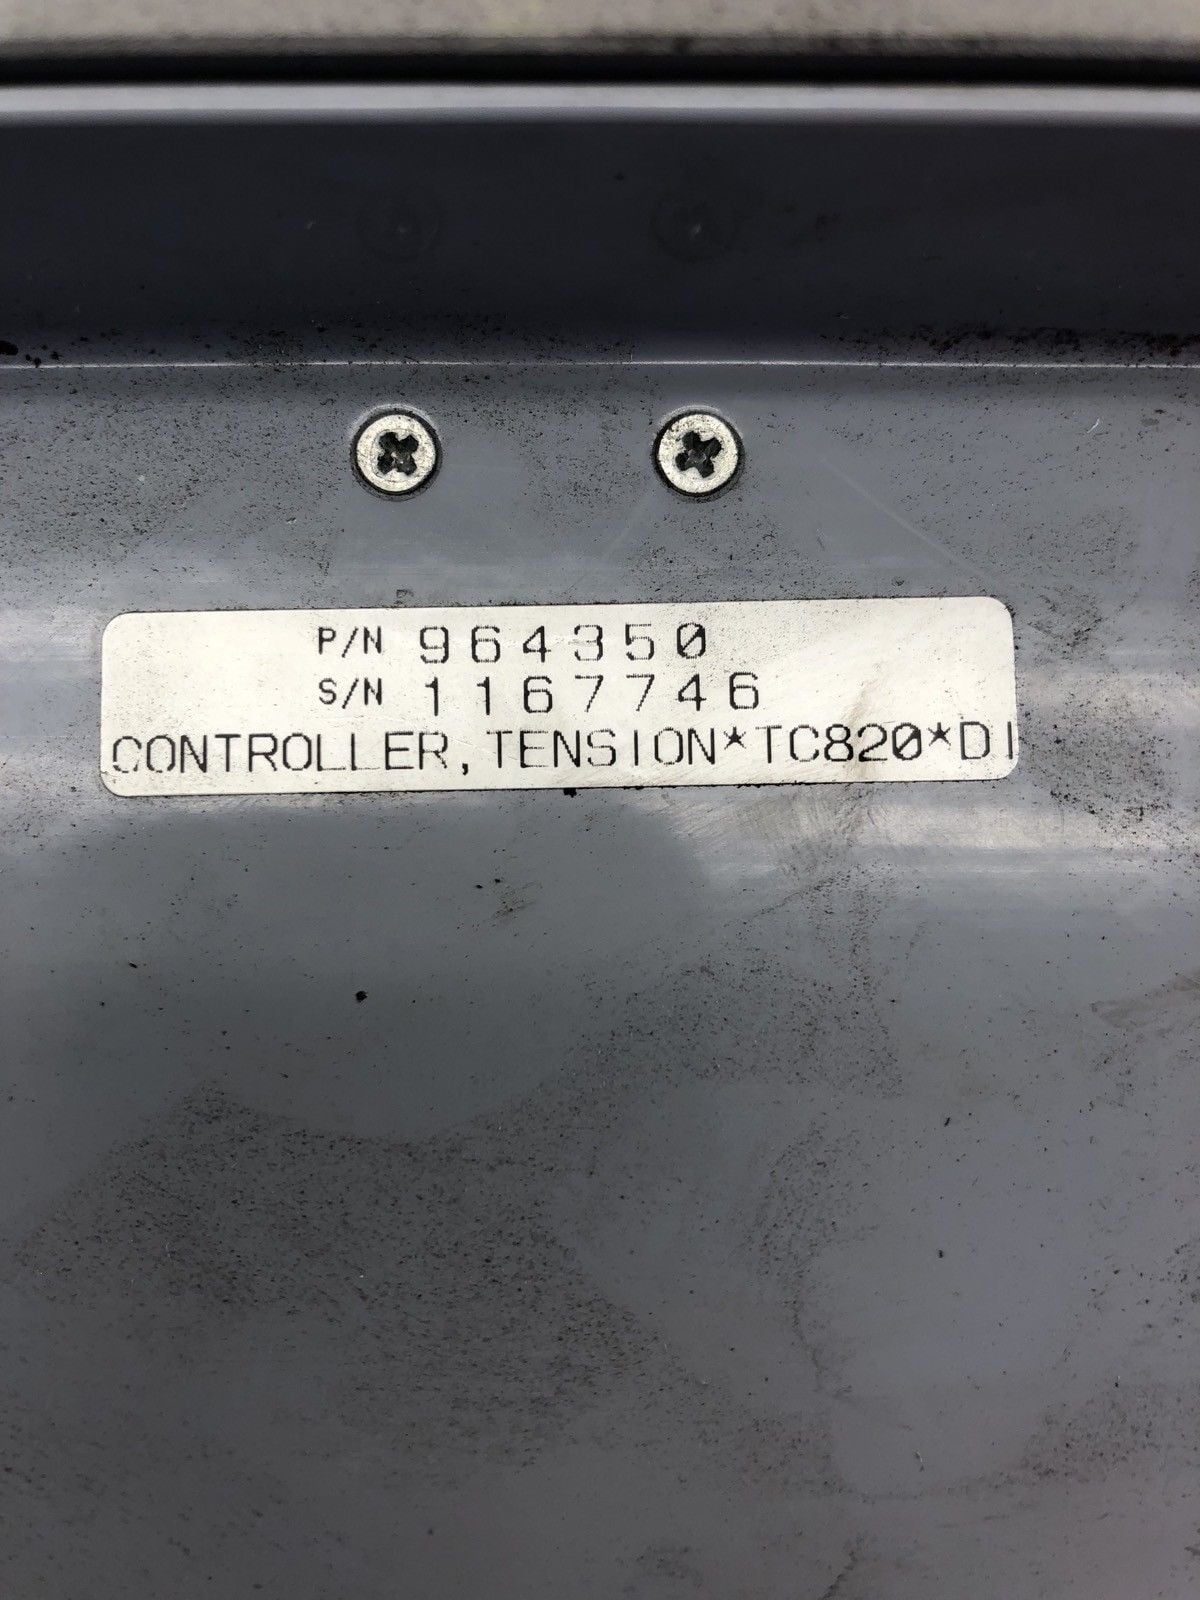 P/N 964350
S/N 1167746
CONTROLLER, TENSION*TC820*DI